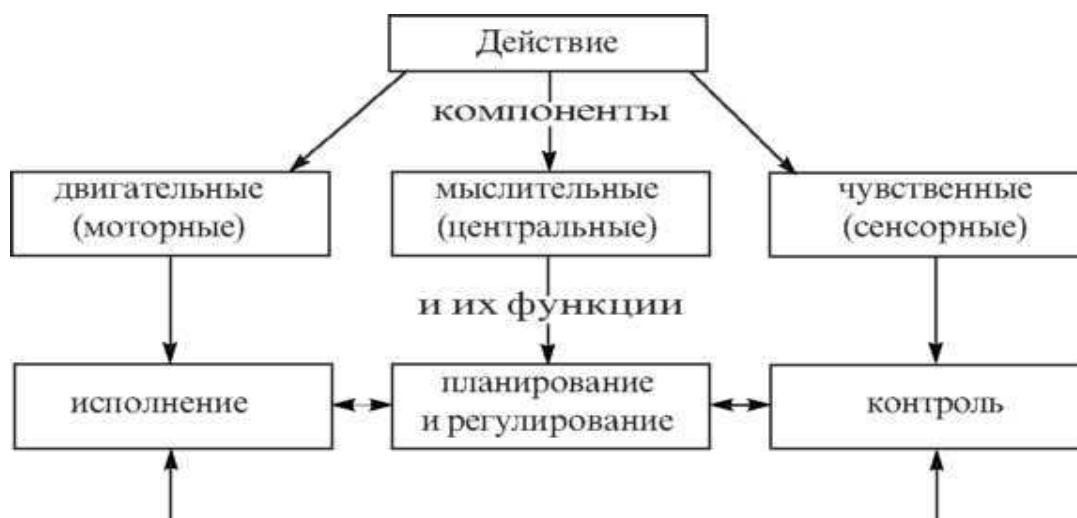 Действие
компоненты
двигательные
(моторные)
мыслительные
(центральные)
чувственные
(сенсорные)
и их функции
исполнение
планирование
и регулирование
контроль